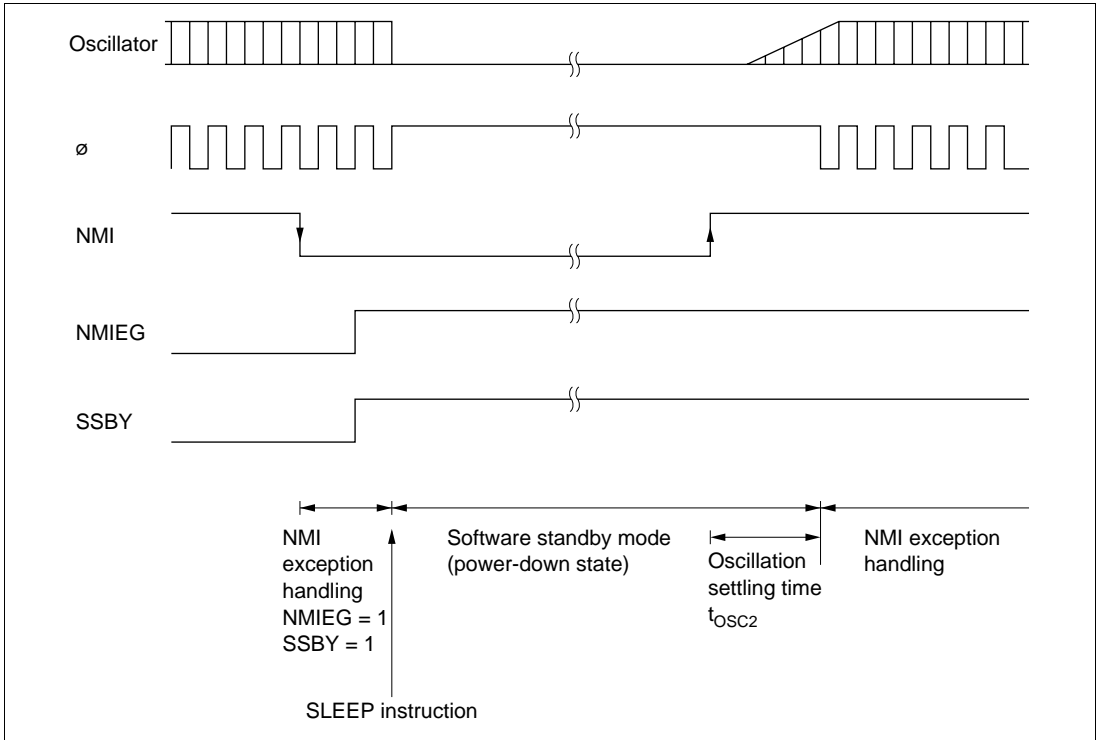 Oscillator
ø
NMI
NMIEG
SSBY
NMI
exception
handling
NMIEG = 1
SSBY = 1
Software standby mode
(power-down state)
Oscillation
settling time
tOSC2
NMI exception
handling
SLEEP instruction